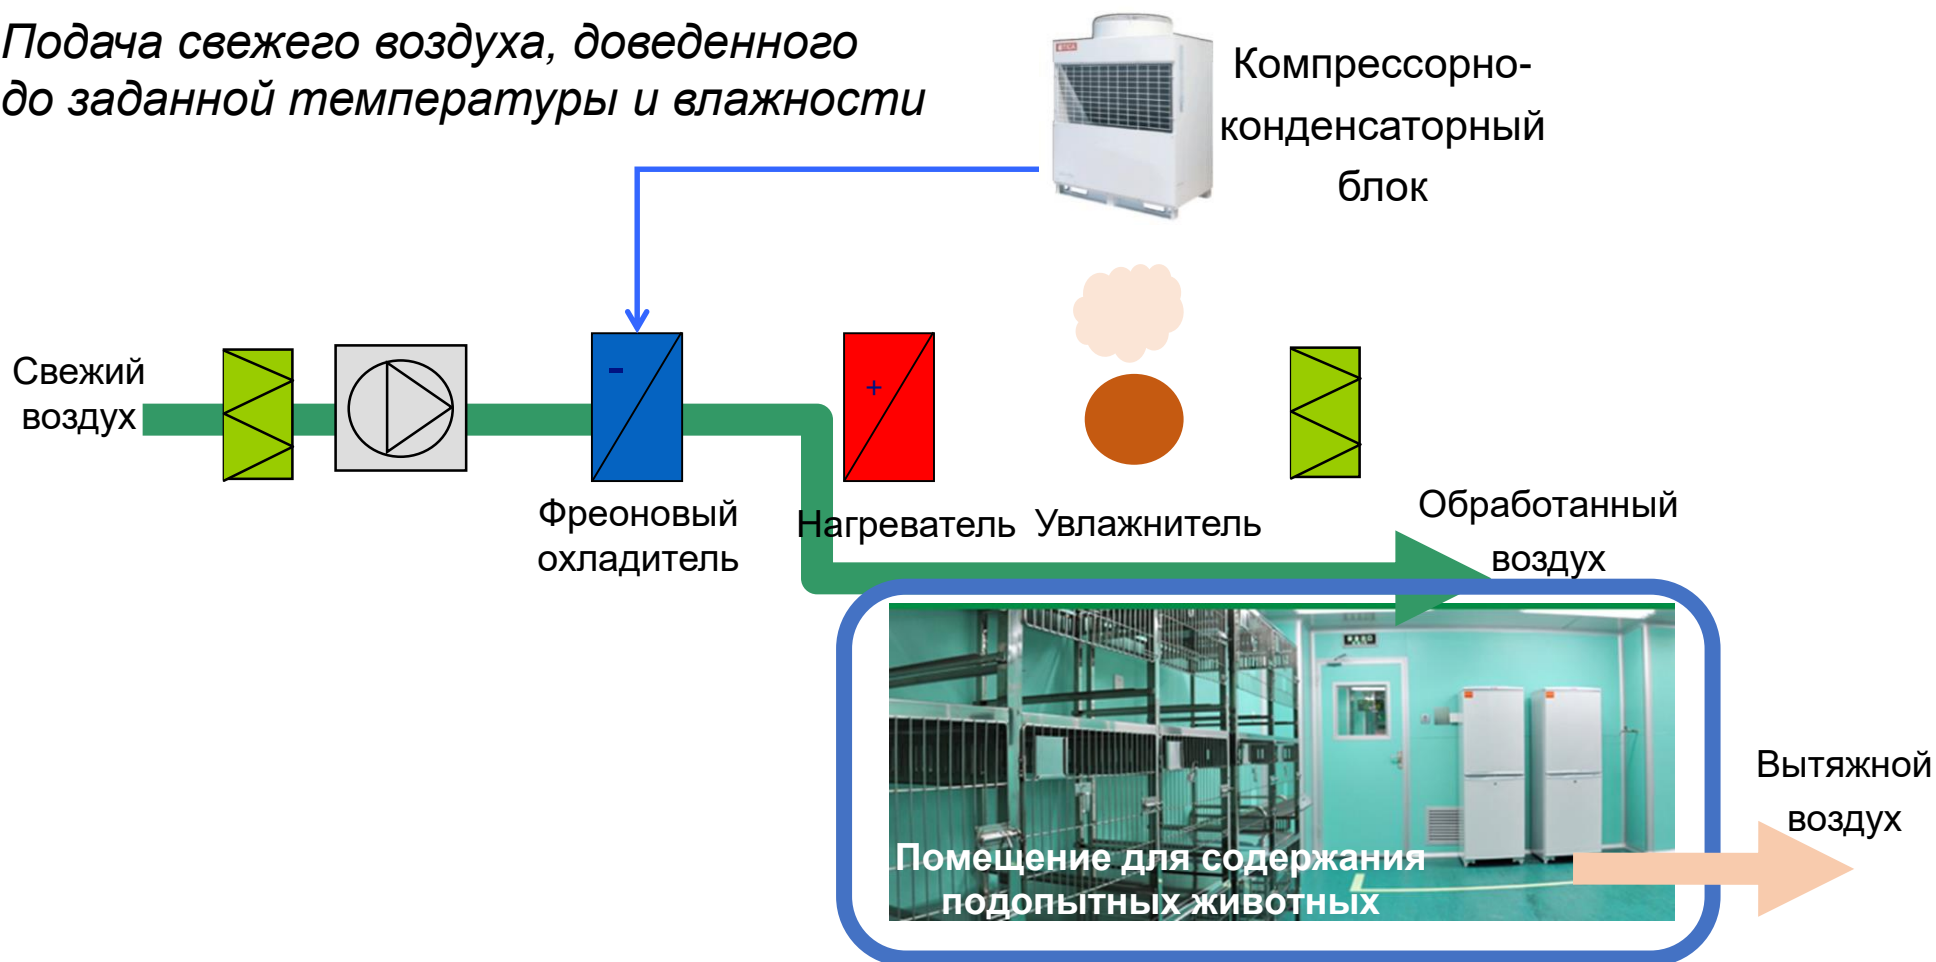 Подача свежего воздуха, доведенного
до заданной температуры и влажности
TICA
Компрессорно-
конденсаторный
блок
Свежий
воздух
-
+
Фреоновый
охладитель
Нагреватель
Увлажнитель
Обработанный
воздух
Помещение для содержания
подопытных животных
Вытяжной
воздух